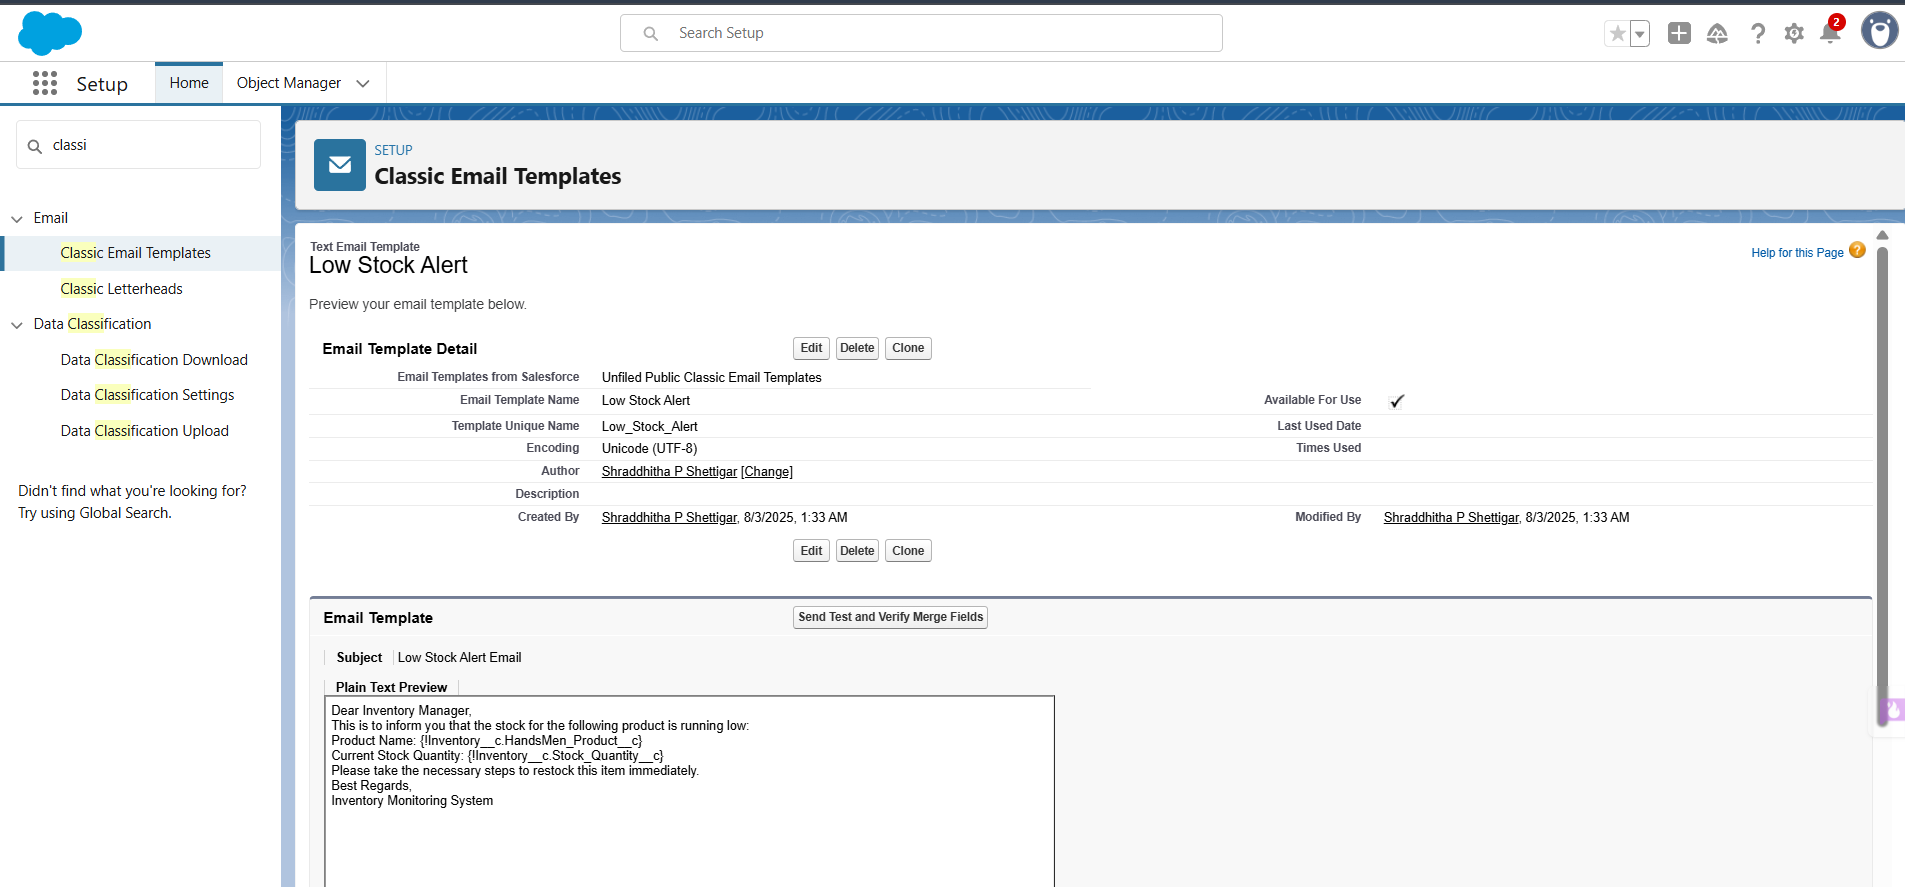 Search Setup
2
Setup
Home
Object Manager
classi
Email
Classic Email Templates
Classic Letterheads
Data Classification
Data Classification Download
Data Classification Settings
Data Classification Upload
Didn't find what you're looking for?
Try using Global Search.
SETUP
Classic Email Templates
Text Email Template
Low Stock Alert
Help for this Page ?
Preview your email template below.
Email Template Detail Edit Delete Clone
Email Templates from Salesforce Unfiled Public Classic Email Templates
Email Template Name Low Stock Alert Available For Use
Template Unique Name Low_Stock_Alert Last Used Date
Encoding Unicode (UTF-8) Times Used
Author Shraddhitha P Shettigar [Change]
Description
Created By Shraddhitha P Shettigar, 8/3/2025, 1:33 AM Modified By Shraddhitha P Shettigar, 8/3/2025, 1:33 AM
Edit Delete Clone
Email Template Send Test and Verify Merge Fields
Subject Low Stock Alert Email
Plain Text Preview
Dear Inventory Manager,
This is to inform you that the stock for the following product is running low:
Product Name: {!Inventory__c.HandsMen_Product__c}
Current Stock Quantity: {!Inventory__c.Stock_Quantity__c}
Please take the necessary steps to restock this item immediately.
Best Regards,
Inventory Monitoring System